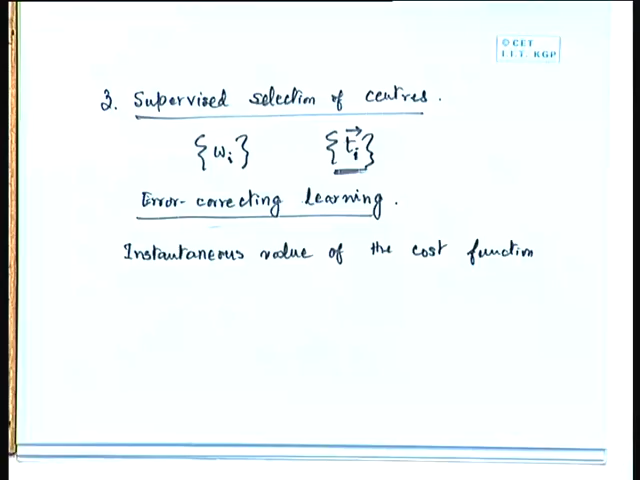 © CET
I.I.T. KGP
3. Supervised selection of centres.
{wi} {t⃗i}
Error-correcting learning.
Instantaneous value of the cost function